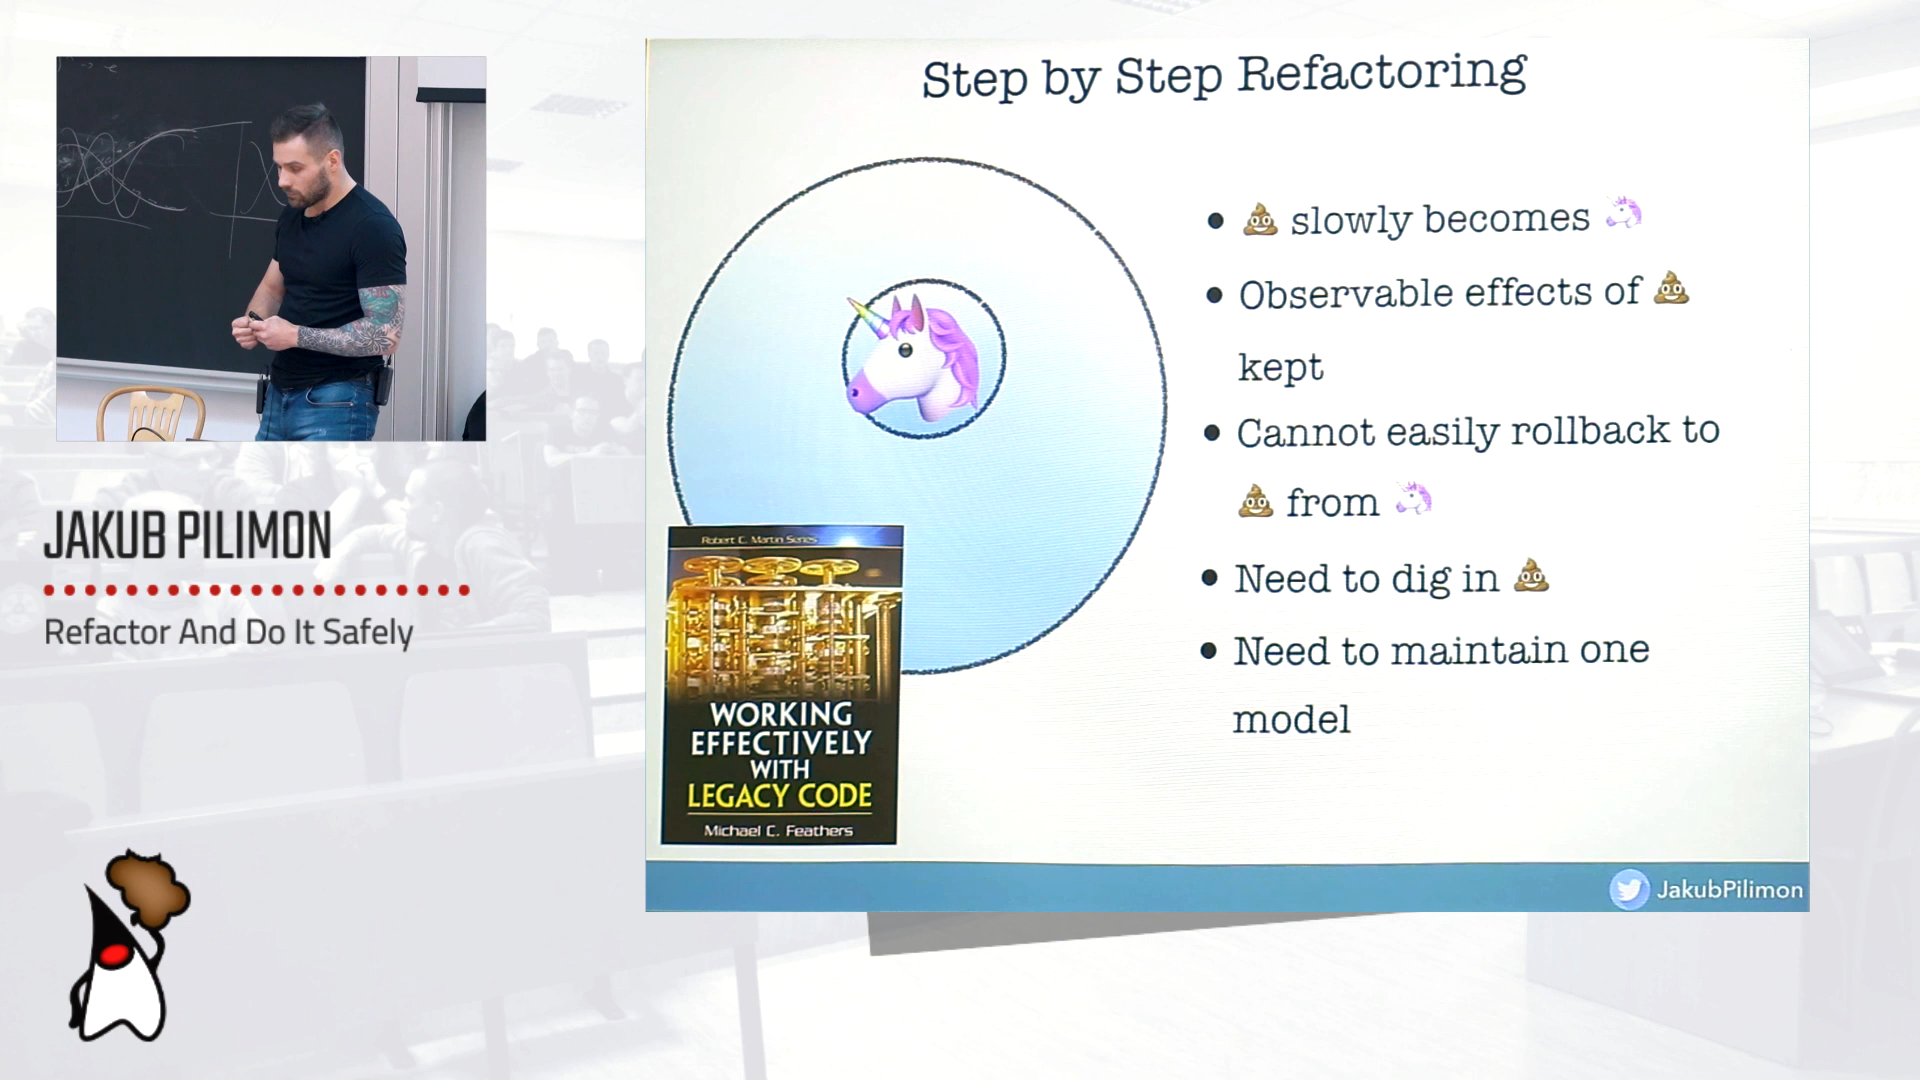 Step by Step Refactoring
💩 slowly becomes 🦄
Observable effects of 💩
kept
Cannot easily rollback to
💩 from 🦄
Need to dig in 💩
Need to maintain one
model
Robert C. Martin Series
WORKING
EFFECTIVELY
WITH
LEGACY CODE
Michael C. Feathers
JakubPilimon
JAKUB PILIMON
Refactor And Do It Safely